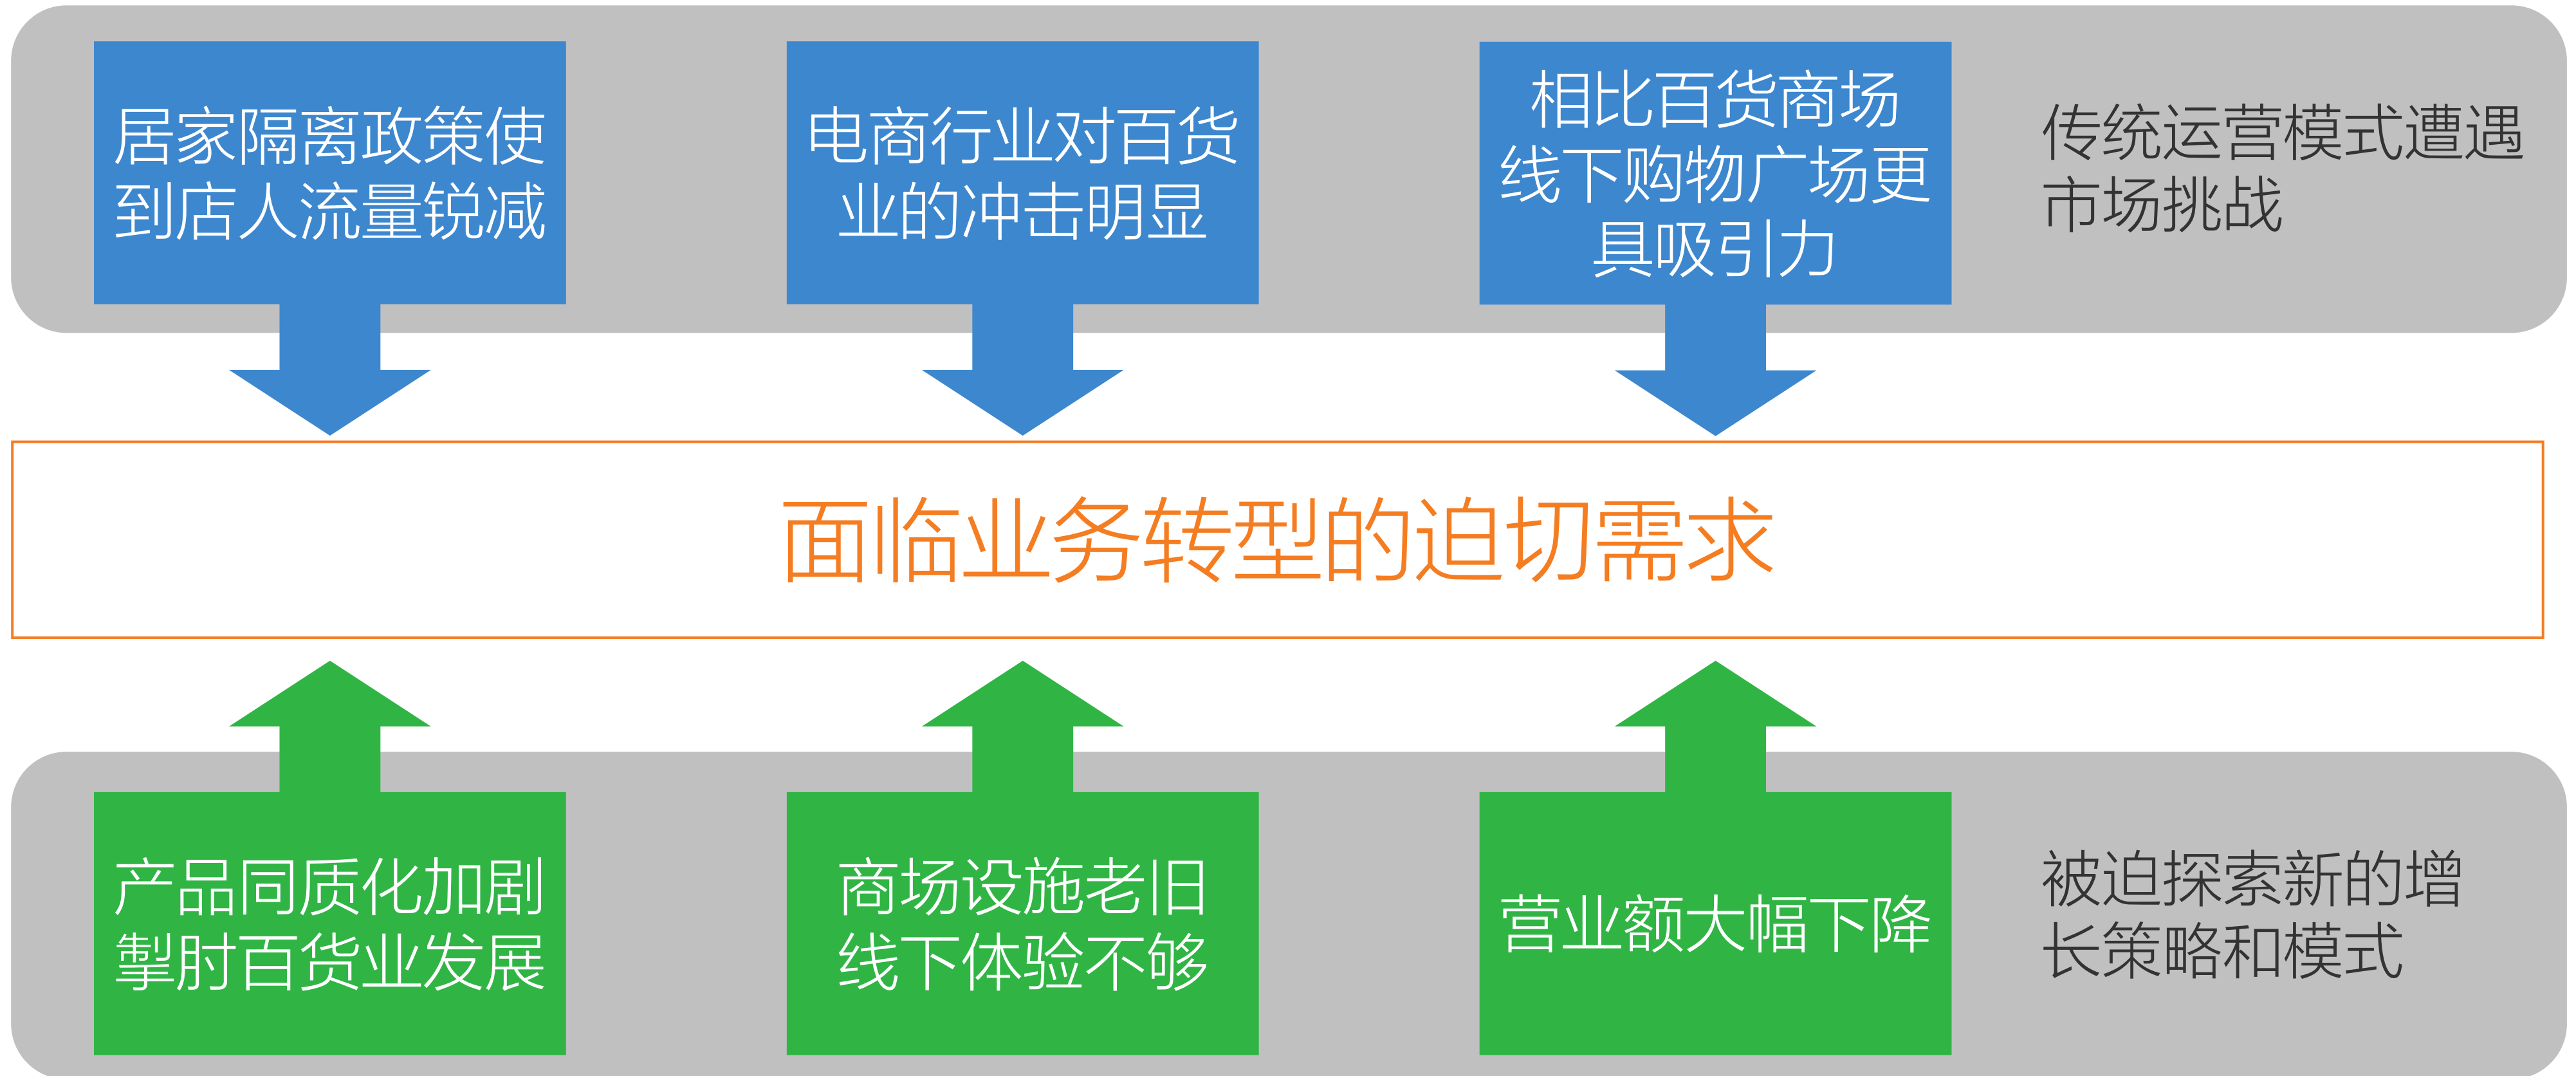 居家隔离政策使
到店人流量锐减
电商行业对百货
业的冲击明显
相比百货商场
线下购物广场更
具吸引力
传统运营模式遭遇
市场挑战
面临业务转型的迫切需求
产品同质化加剧
掣肘百货业发展
商场设施老旧
线下体验不够
营业额大幅下降
被迫探索新的增
长策略和模式